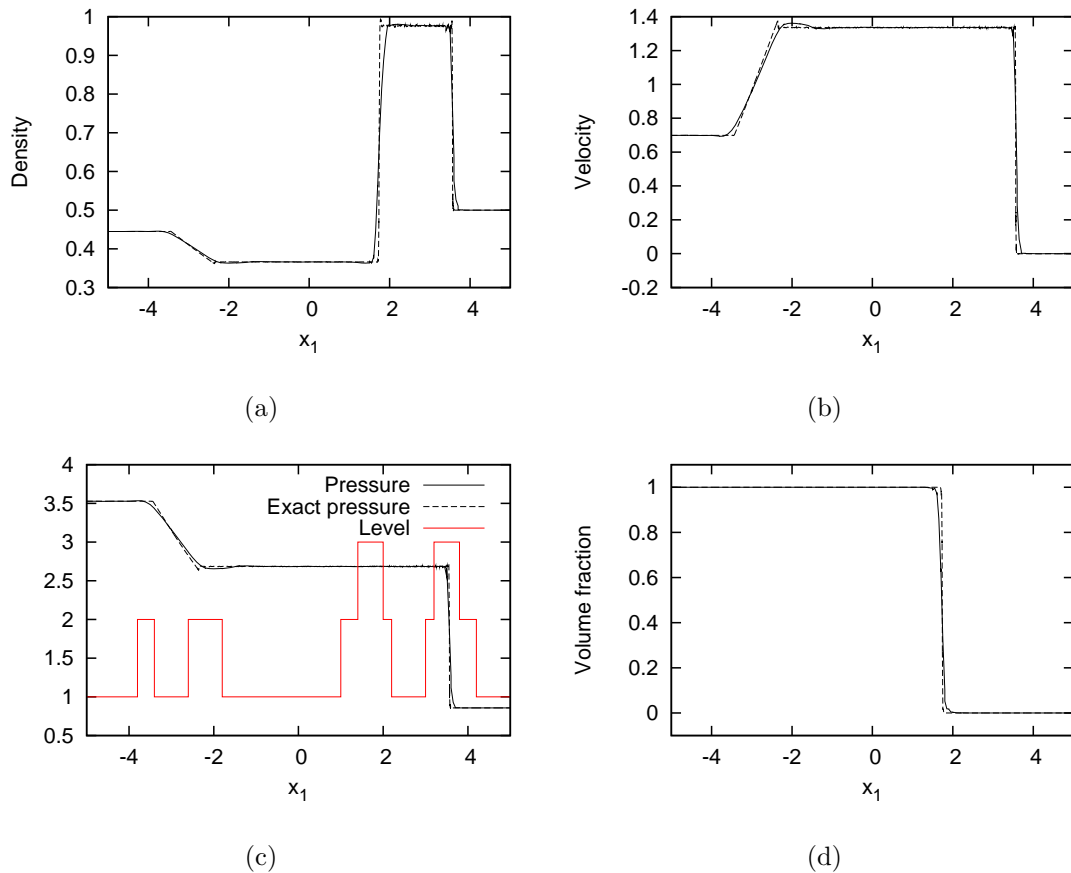 1
0.9
0.8
0.7
0.6
0.5
0.4
0.3
Density
-4 -2 0 2 4
x1
(a)
1.4
1.2
1
0.8
0.6
0.4
0.2
0
-0.2
Velocity
-4 -2 0 2 4
x1
(b)
4
3.5
3
2.5
2
1.5
1
0.5
Pressure
Exact pressure
Level
-4 -2 0 2 4
x1
(c)
1
0.8
0.6
0.4
0.2
0
Volume fraction
-4 -2 0 2 4
x1
(d)